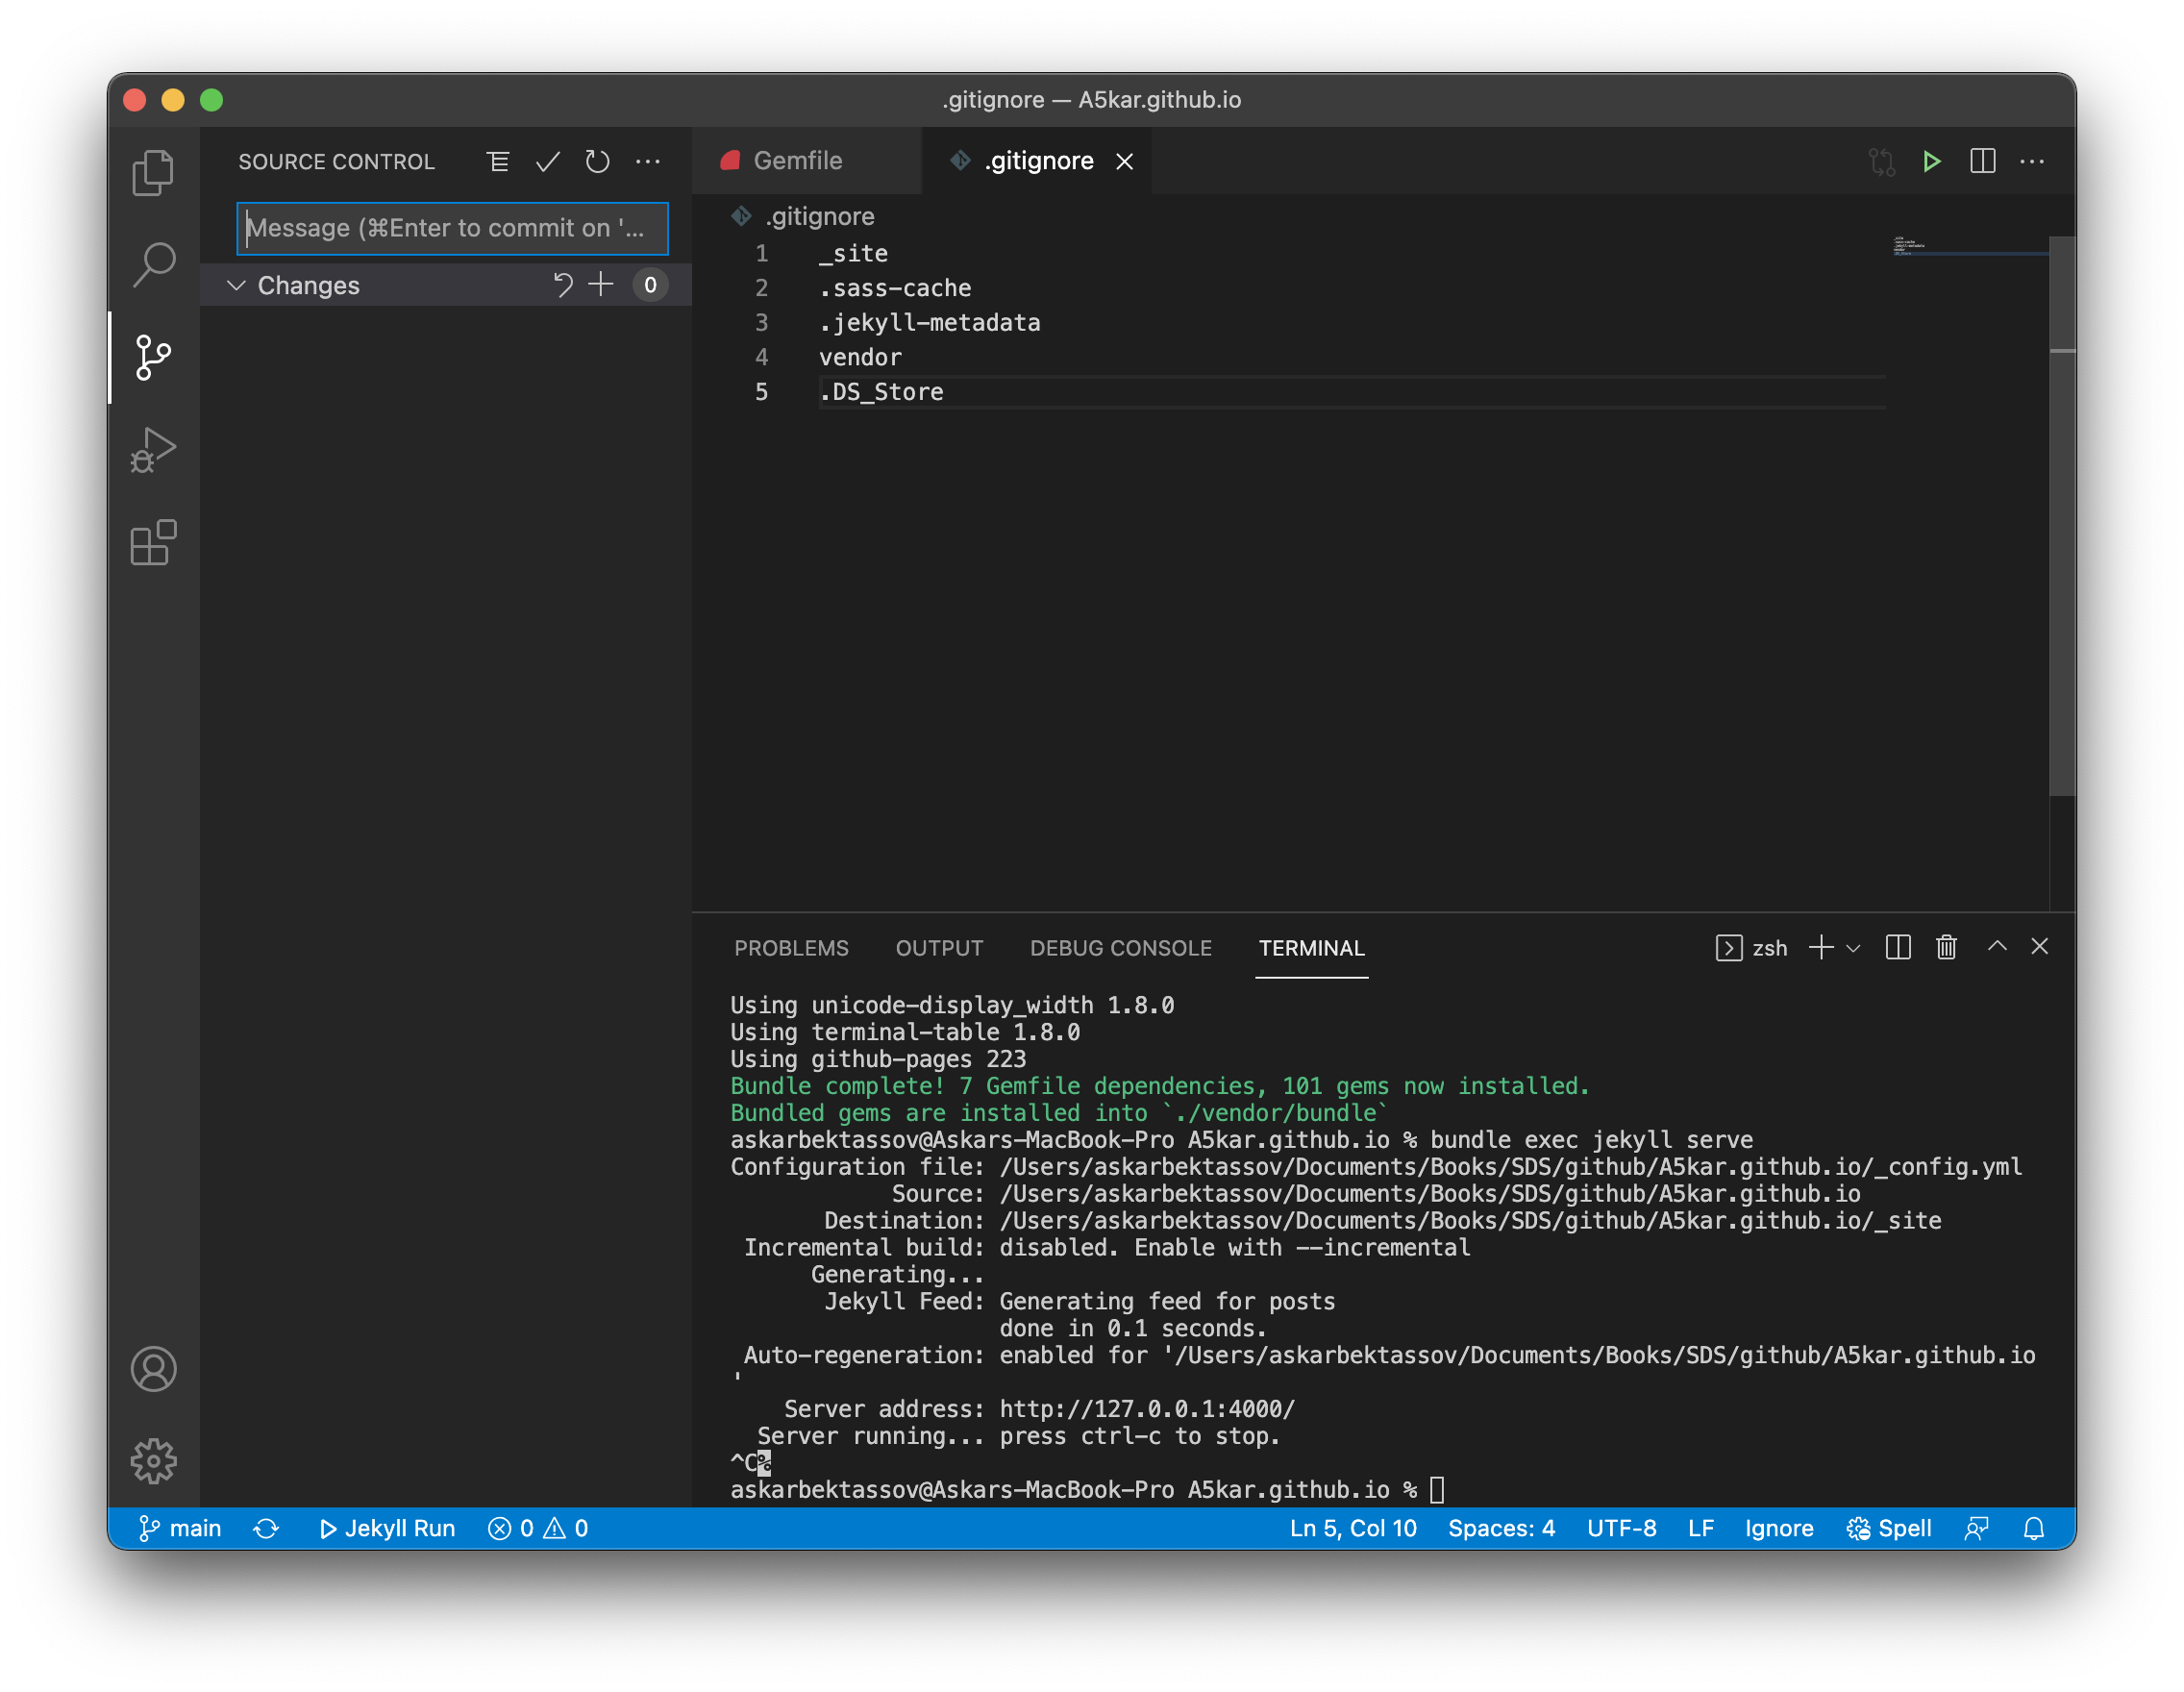 .gitignore — A5kar.github.io
SOURCE CONTROL
Message (⌘Enter to commit on '...
Changes
0
Gemfile
.gitignore
.gitignore
1 _site
2 .sass-cache
3 .jekyll-metadata
4 vendor
5 .DS_Store
PROBLEMS OUTPUT DEBUG CONSOLE TERMINAL
zsh
Using unicode-display_width 1.8.0
Using terminal-table 1.8.0
Using github-pages 223
Bundle complete! 7 Gemfile dependencies, 101 gems now installed.
Bundled gems are installed into `./vendor/bundle`
askarbektassov@Askars-MacBook-Pro A5kar.github.io % bundle exec jekyll serve
Configuration file: /Users/askarbektassov/Documents/Books/SDS/github/A5kar.github.io/_config.yml
Source: /Users/askarbektassov/Documents/Books/SDS/github/A5kar.github.io
Destination: /Users/askarbektassov/Documents/Books/SDS/github/A5kar.github.io/_site
Incremental build: disabled. Enable with --incremental
Generating...
Jekyll Feed: Generating feed for posts
done in 0.1 seconds.
Auto-regeneration: enabled for '/Users/askarbektassov/Documents/Books/SDS/github/A5kar.github.io
'
Server address: http://127.0.0.1:4000/
Server running... press ctrl-c to stop.
^C%
askarbektassov@Askars-MacBook-Pro A5kar.github.io %
main Jekyll Run 0 0 Ln 5, Col 10 Spaces: 4 UTF-8 LF Ignore Spell